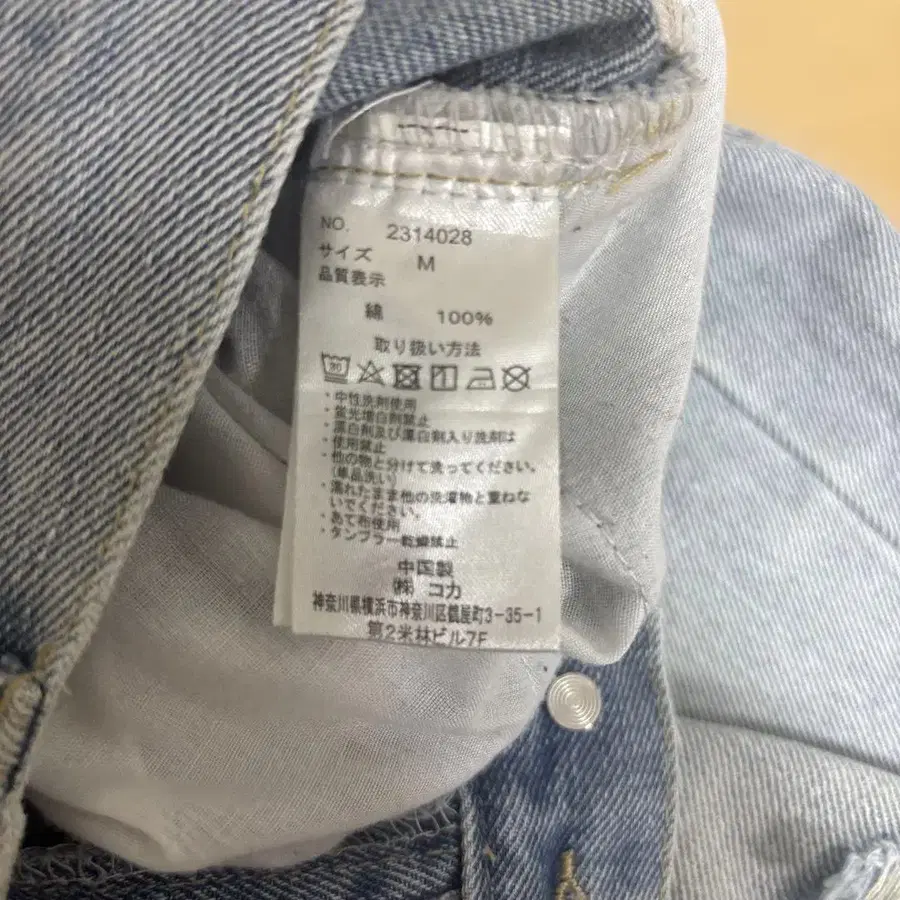 NO. 2314028
サイズ M
品質表示
綿 100%
取り扱い方法
・中性洗剤使用
・蛍光増白剤禁止
・漂白剤及び漂白剤入り洗剤は
・使用禁止
・他の物と分けて洗ってください。
(単品洗い)
・濡れたまま他の洗濯物と重ねな
いでください。
・あて布使用
・タンブラー乾燥禁止
中国製
(株) コカ
神奈川県横浜市神奈川区鶴屋町3-35-1
第2米林ビル7F